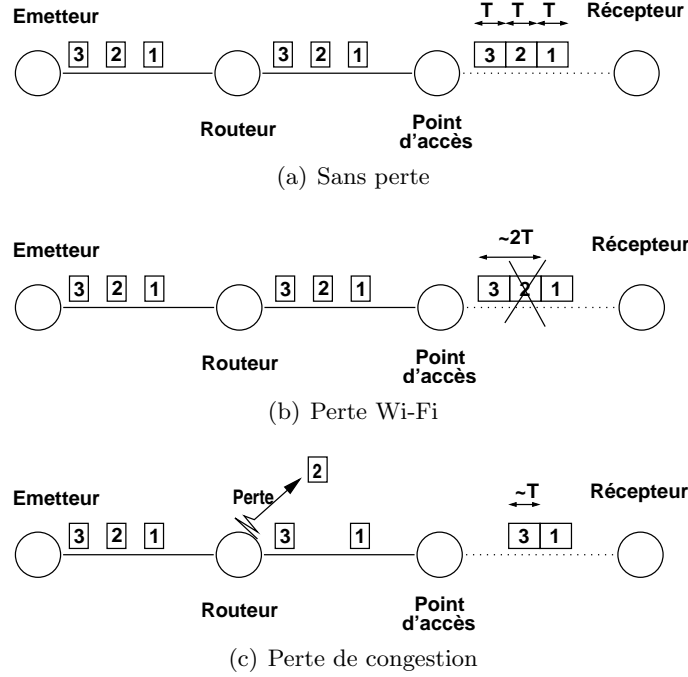 Emetteur
T T T
Récepteur
3 2 1
3 2 1
3 2 1
Routeur
Point
d'accès
(a) Sans perte
Emetteur
~2T
Récepteur
3 2 1
3 2 1
3 2 1
Routeur
Point
d'accès
(b) Perte Wi-Fi
2
Emetteur
Perte
~T
Récepteur
3 2 1
3 1
3 1
Routeur
Point
d'accès
(c) Perte de congestion